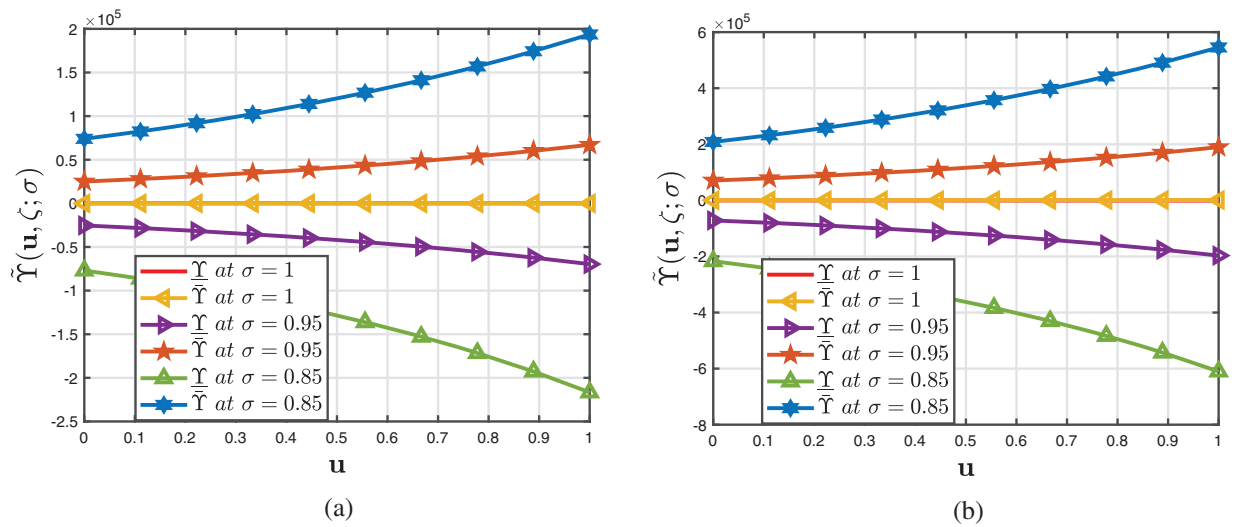 ×10⁵
2
1.5
1
0.5
0
-0.5
-1
-1.5
-2
-2.5
0 0.1 0.2 0.3 0.4 0.5 0.6 0.7 0.8 0.9 1
Υ̃(u, ζ; σ)
u
Υ̲ at σ = 1
Ῡ at σ = 1
Υ̲ at σ = 0.95
Ῡ at σ = 0.95
Υ̲ at σ = 0.85
Ῡ at σ = 0.85
(a)
×10⁵
6
4
2
0
-2
-4
-6
-8
0 0.1 0.2 0.3 0.4 0.5 0.6 0.7 0.8 0.9 1
Υ̃(u, ζ; σ)
u
Υ̲ at σ = 1
Ῡ at σ = 1
Υ̲ at σ = 0.95
Ῡ at σ = 0.95
Υ̲ at σ = 0.85
Ῡ at σ = 0.85
(b)